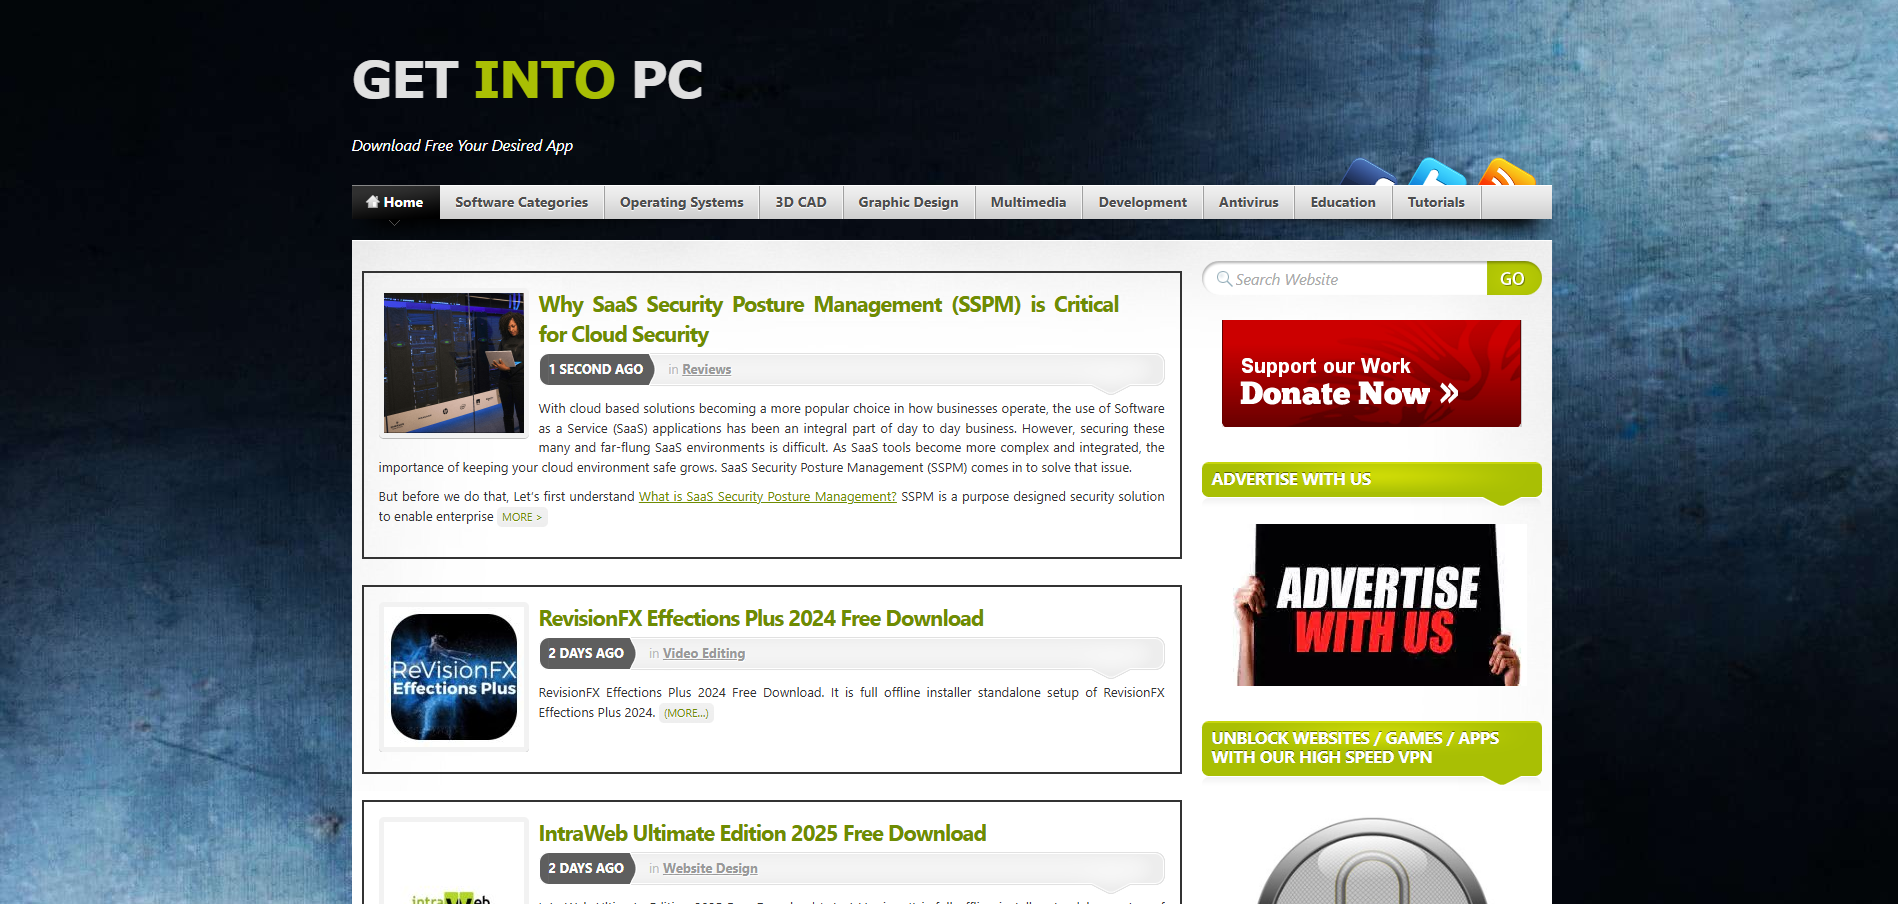 GET INTO PC
Download Free Your Desired App
Home
Software Categories
Operating Systems
3D CAD
Graphic Design
Multimedia
Development
Antivirus
Education
Tutorials
Why SaaS Security Posture Management (SSPM) is Critical
for Cloud Security
1 SECOND AGO in Reviews
With cloud based solutions becoming a more popular choice in how businesses operate, the use of Software
as a Service (SaaS) applications has been an integral part of day to day business. However, securing these
many and far-flung SaaS environments is difficult. As SaaS tools become more complex and integrated, the
importance of keeping your cloud environment safe grows. SaaS Security Posture Management (SSPM) comes in to solve that issue.
But before we do that, Let's first understand What is SaaS Security Posture Management? SSPM is a purpose designed security solution
to enable enterprise MORE >
RevisionFX Effections Plus 2024 Free Download
ReVisionFX
Effections Plus
2 DAYS AGO in Video Editing
RevisionFX Effections Plus 2024 Free Download. It is full offline installer standalone setup of RevisionFX
Effections Plus 2024. (MORE...)
IntraWeb Ultimate Edition 2025 Free Download
2 DAYS AGO in Website Design
Search Website GO
Support our Work
Donate Now »
ADVERTISE WITH US
ADVERTISE
WITH US
UNBLOCK WEBSITES / GAMES / APPS
WITH OUR HIGH SPEED VPN